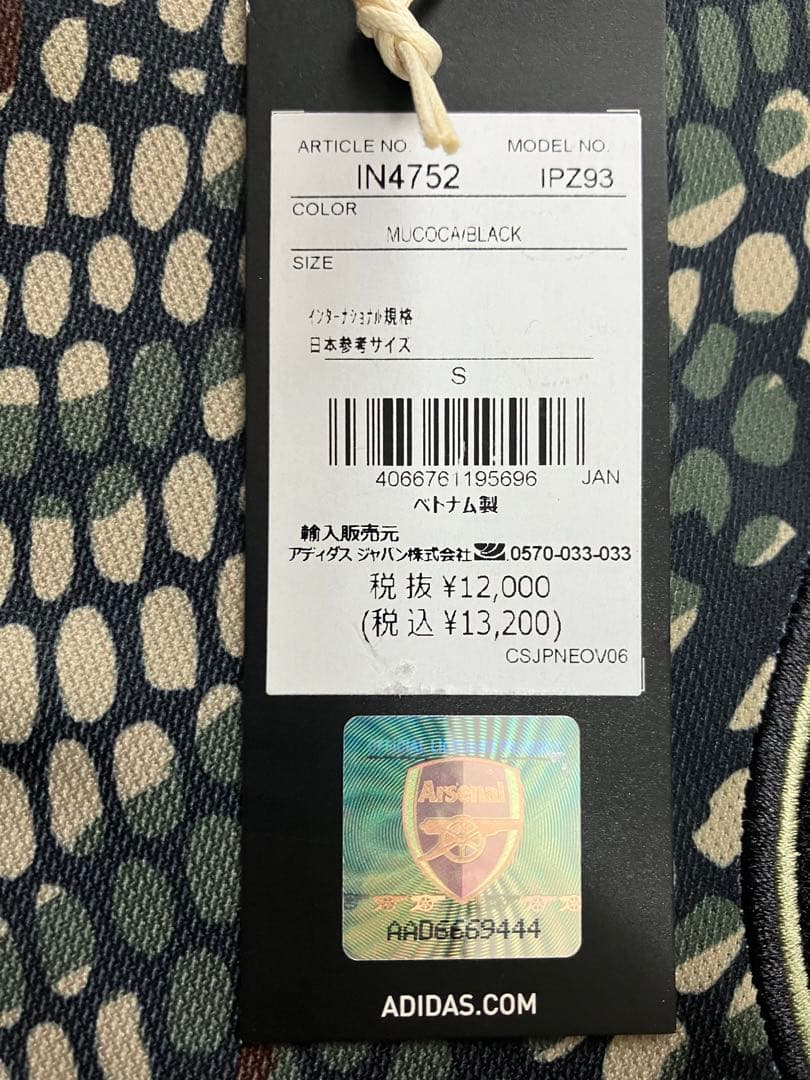 ARTICLE NO. MODEL NO.
IN4752 IPZ93
COLOR
MUCOCA/BLACK
SIZE
インターナショナル規格
日本参考サイズ
S
4066761195696 JAN
ベトナム製
輸入販売元
アディダス ジャパン株式会社 0570-033-033
税抜 ¥12,000
(税込 ¥13,200)
CSJPNEOV06
Arsenal
AAD6669444
ADIDAS.COM